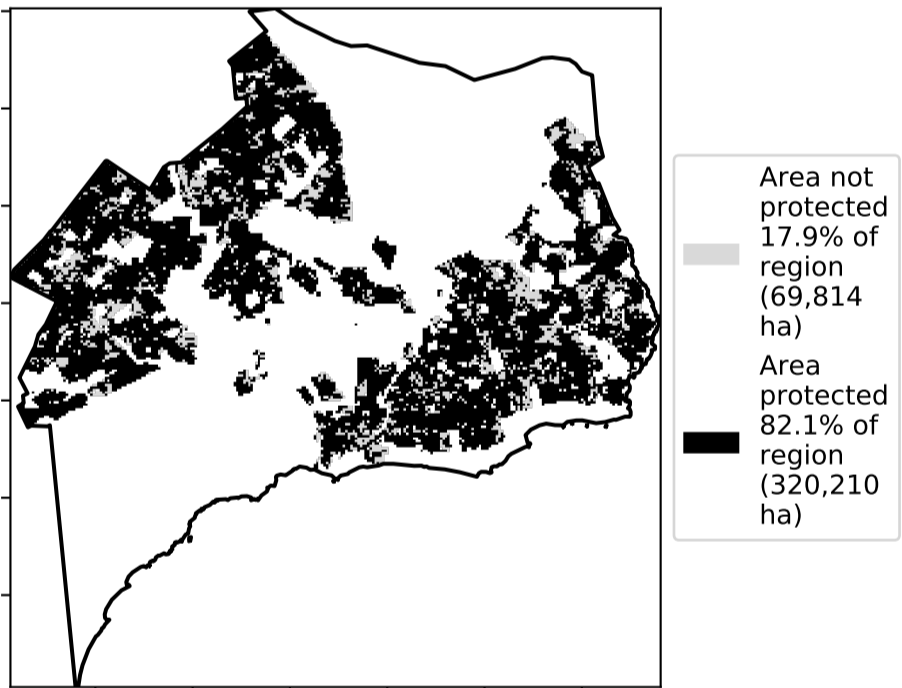 Area not
protected
17.9% of
region
(69,814
ha)
Area
protected
82.1% of
region
(320,210
ha)